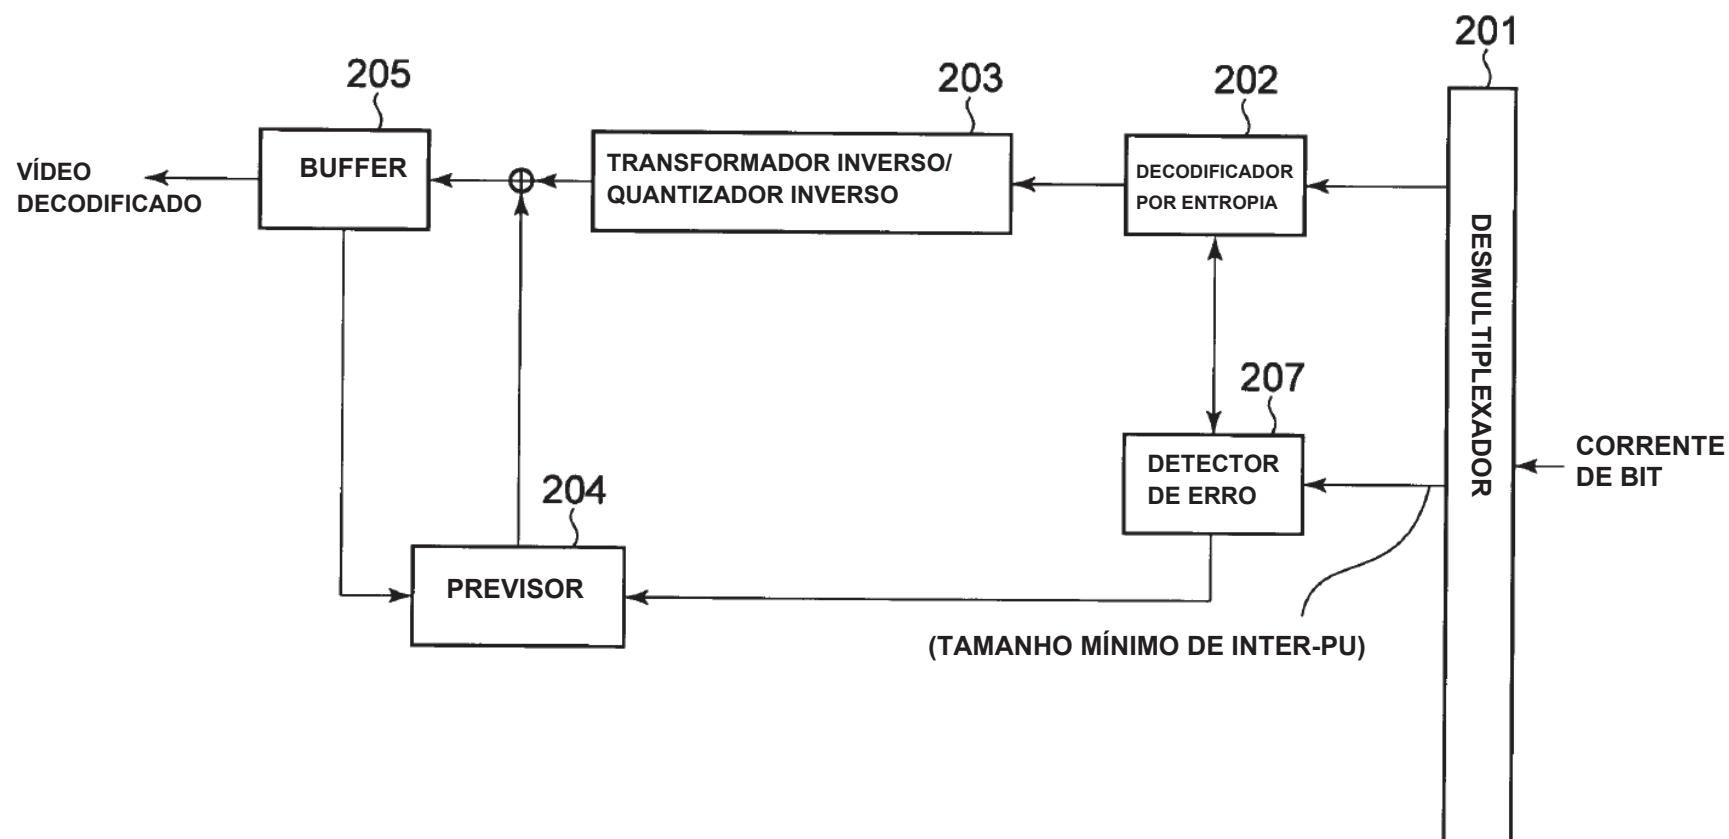 201
205
203
202
BUFFER
TRANSFORMADOR INVERSO/
QUANTIZADOR INVERSO
DECODIFICADOR
POR ENTROPIA
VÍDEO
DECODIFICADO
DESMULTIPLEXADOR
207
CORRENTE
DE BIT
DETECTOR
DE ERRO
204
PREVISOR
(TAMANHO MÍNIMO DE INTER-PU)